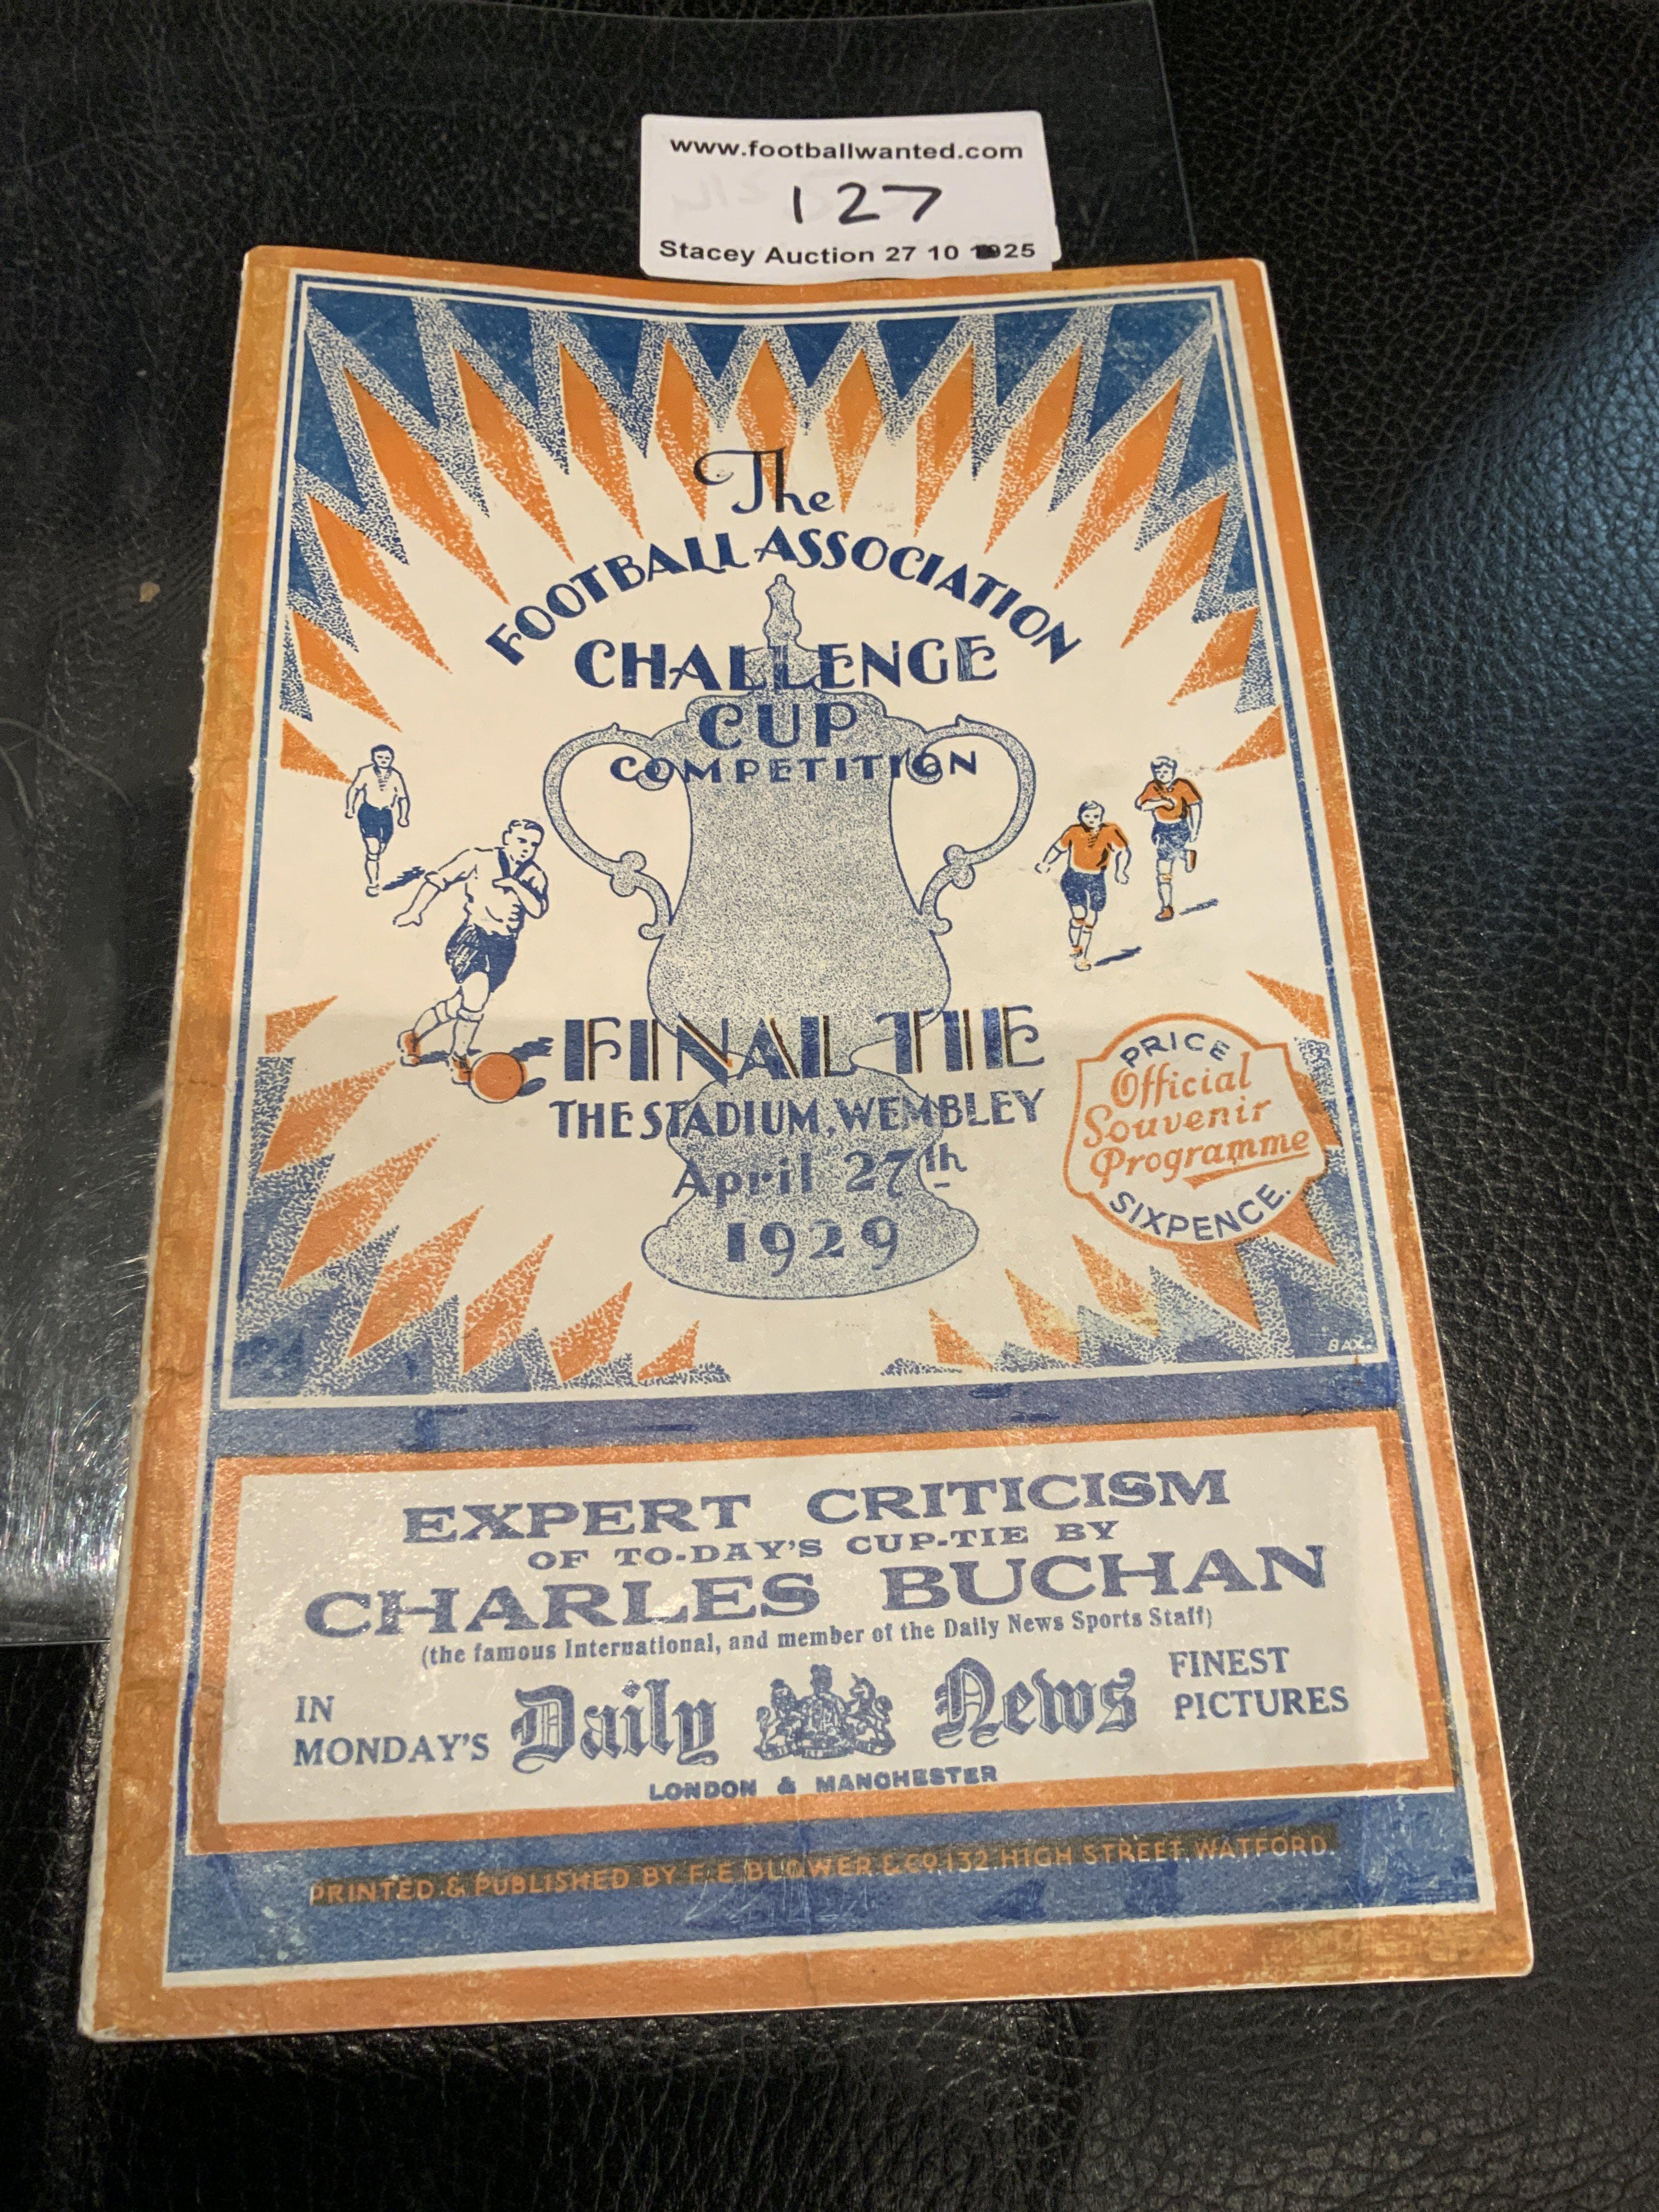 www.footballwanted.com
127
Stacey Auction 27 10 25
The
FOOTBALL ASSOCIATION
CHALLENGE
CUP
COMPETITION
FINAL TIE
THE STADIUM, WEMBLEY
April 27th
1929
PRICE
Official
Souvenir
Programme
SIXPENCE.
BAX.
EXPERT CRITICISM
OF TO-DAY'S CUP-TIE BY
CHARLES BUCHAN
(the famous International, and member of the Daily News Sports Staff)
IN MONDAY'S Daily News FINEST PICTURES
LONDON & MANCHESTER
PRINTED & PUBLISHED BY F. E. BLOWER & CO. 132. HIGH STREET. WATFORD.